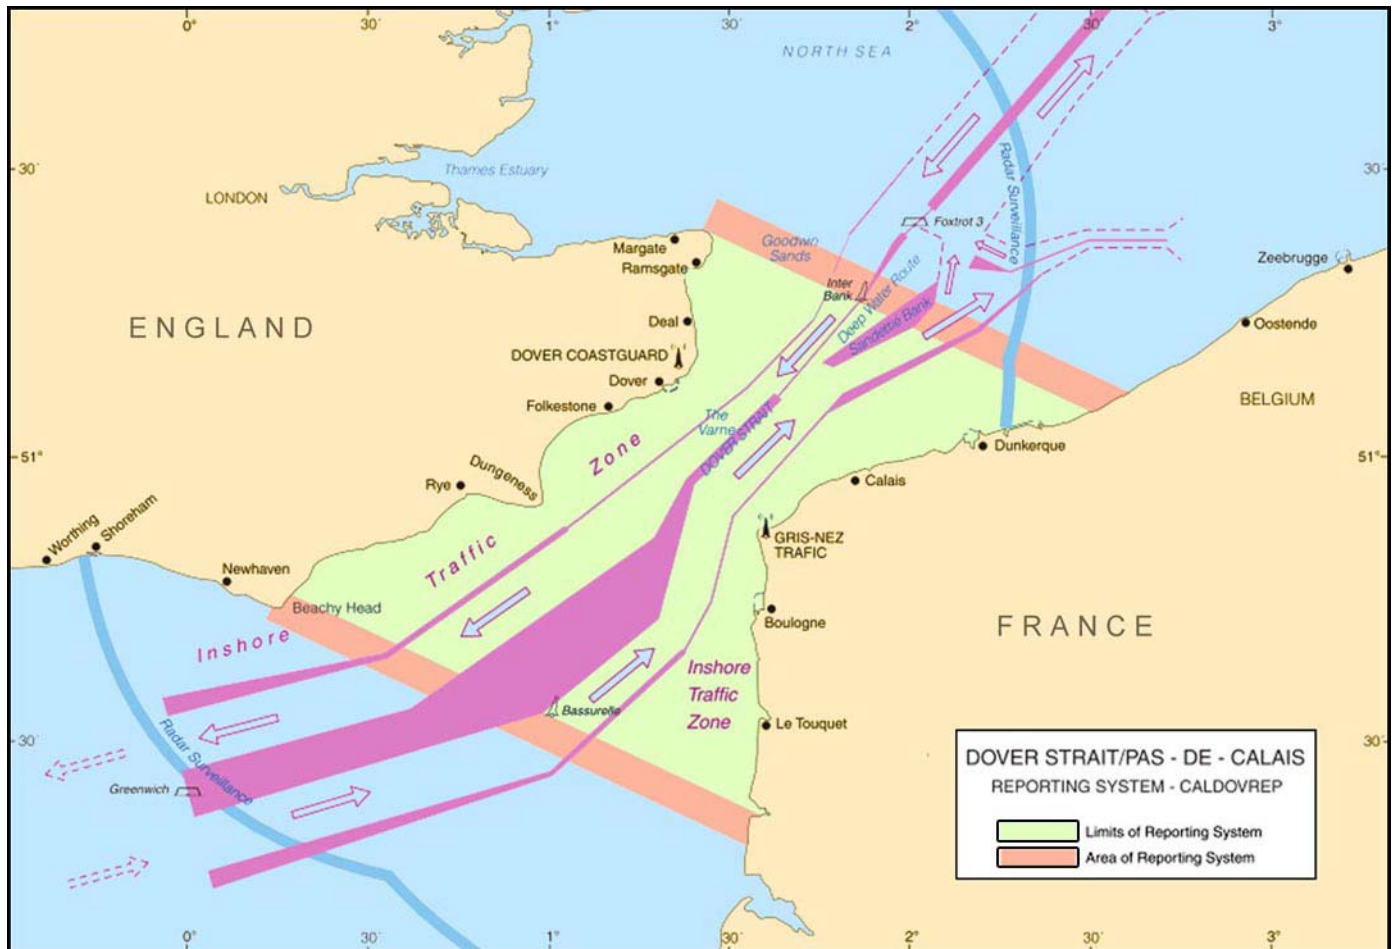 0°
30′
1°
30′
2°
30′
3°
NORTH SEA
30′
30′
Thames Estuary
LONDON
Radar Surveillance
Foxtrot 3
Margate
Goodwn
Sands
Ramsgate
Zeebrugge
Inter
Bank
Deep Water Route
Sandettie Bank
ENGLAND
Deal
Oostende
DOVER COASTGUARD
Dover
BELGIUM
Folkestone
The
Varne
DOVER STRAIT
Dunkerque
51°
51°
Zone
Dungeness
Rye
Calais
Worthing
Shoreham
GRIS-NEZ
TRAFIC
Traffic
Newhaven
Beachy Head
Boulogne
FRANCE
Inshore
Inshore
Traffic
Zone
Bassurelle
Le Touquet
30′
30′
Radar Surveillance
Greenwich
DOVER STRAIT/PAS - DE - CALAIS
REPORTING SYSTEM - CALDOVREP
Limits of Reporting System
Area of Reporting System
0°
30′
1°
30′
2°
30′
3°